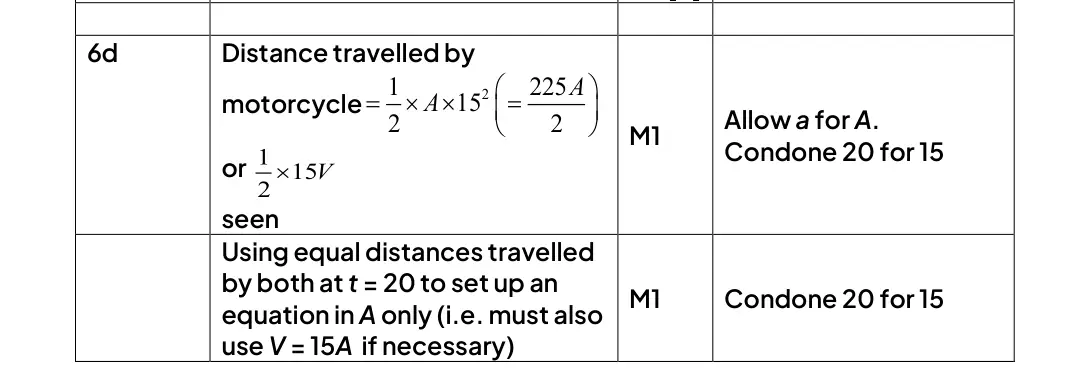 6d
Distance travelled by
motorcycle = 1/2 × A × 15² ( = 225A/2 )
or 1/2 × 15V
seen
M1
Allow a for A.
Condone 20 for 15
Using equal distances travelled
by both at t = 20 to set up an
equation in A only (i.e. must also
use V = 15A if necessary)
M1
Condone 20 for 15